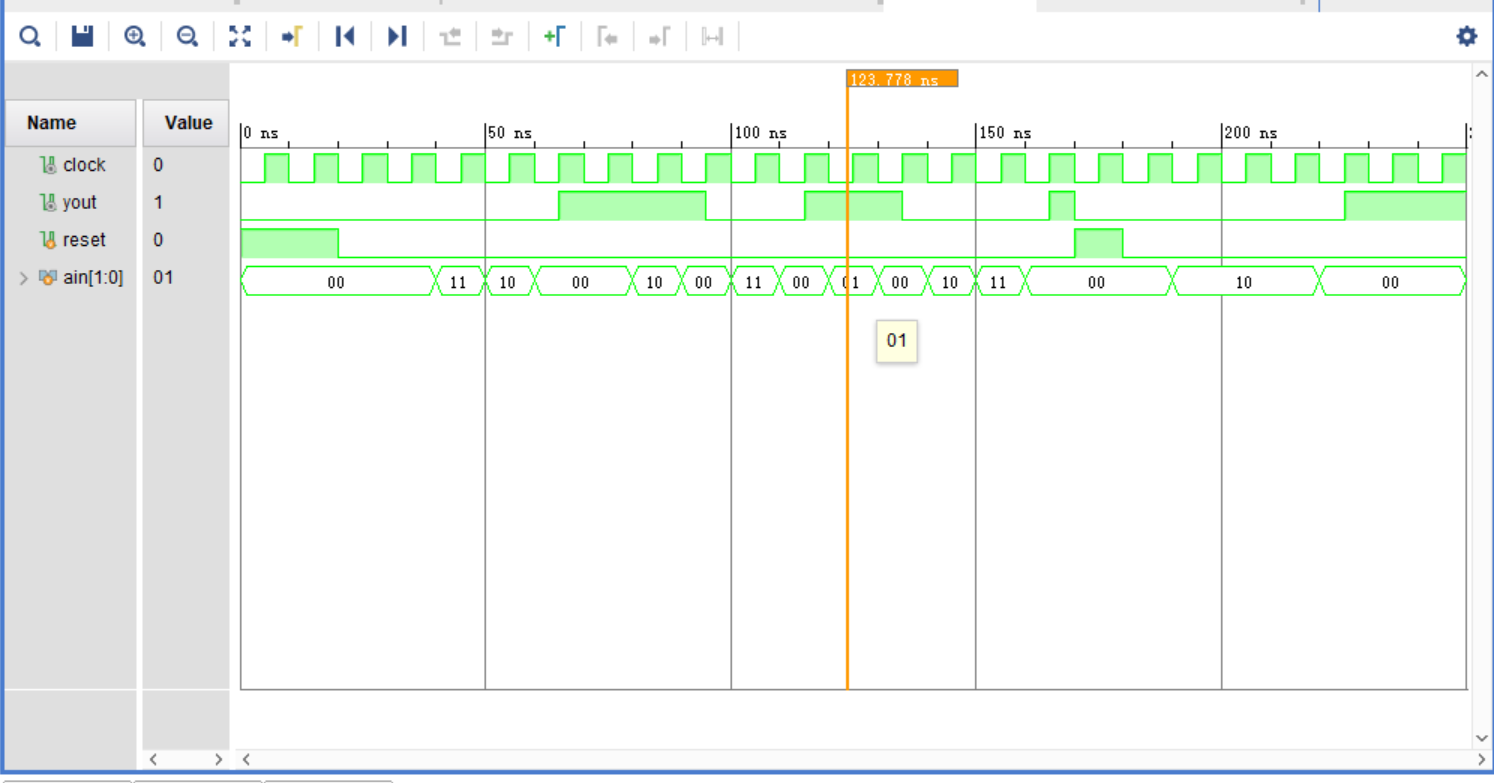 123.778 ns
Name Value
0 ns 50 ns 100 ns 150 ns 200 ns
clock 0
yout 1
reset 0
ain[1:0] 01
00 11 10 00 10 00 11 00 01 00 10 11 00 10 00
01